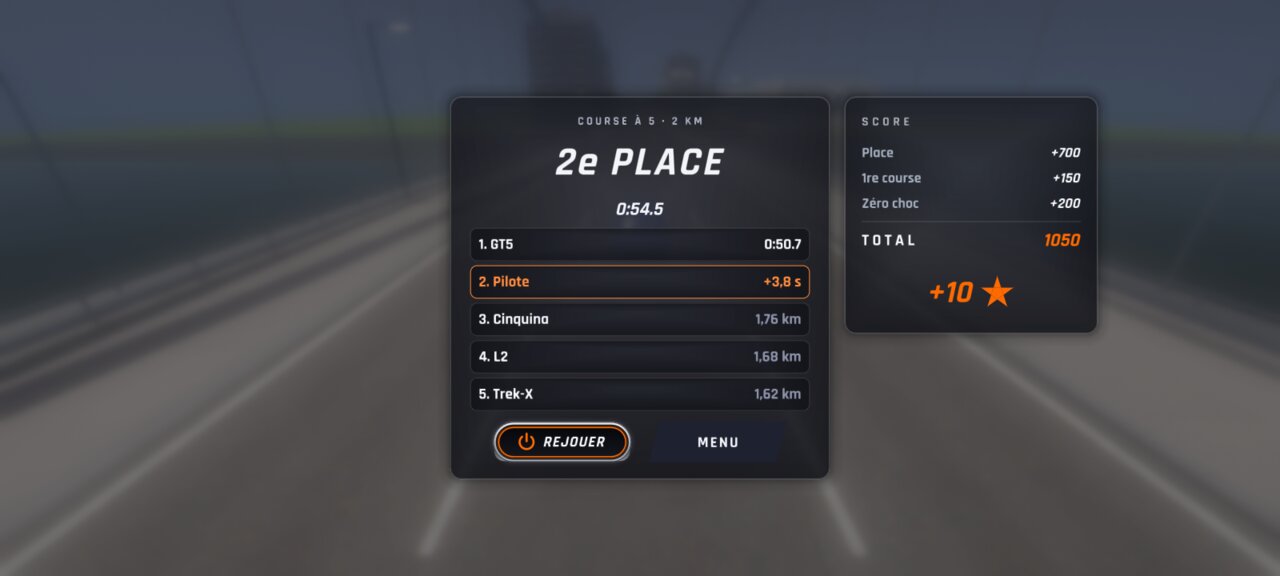 COURSE À 5 · 2 KM
2e PLACE
0:54.5
1. GT5 0:50.7
2. Pilote +3,8 s
3. Cinquina 1,76 km
4. L2 1,68 km
5. Trek-X 1,62 km
REJOUER MENU
SCORE
Place +700
1re course +150
Zéro choc +200
TOTAL 1050
+10